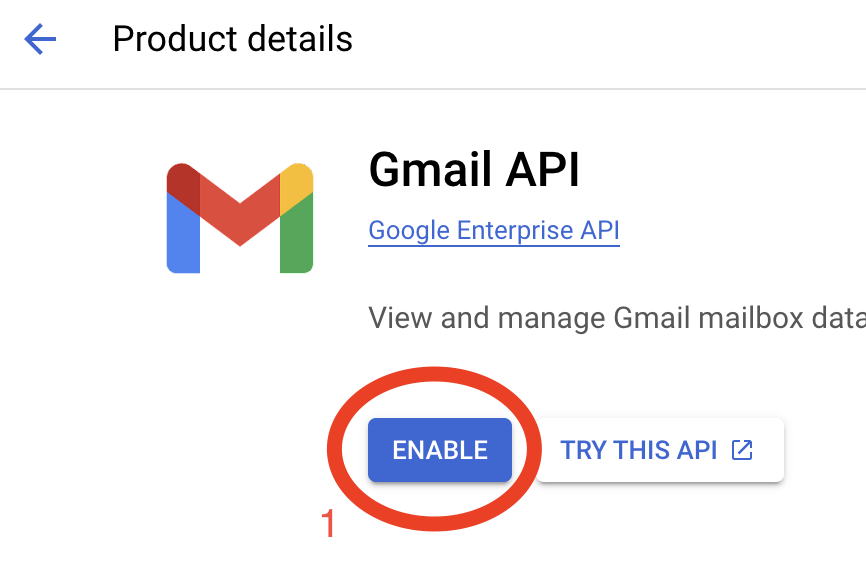 Product details
Gmail API
Google Enterprise API
View and manage Gmail mailbox data
ENABLE
TRY THIS API
1